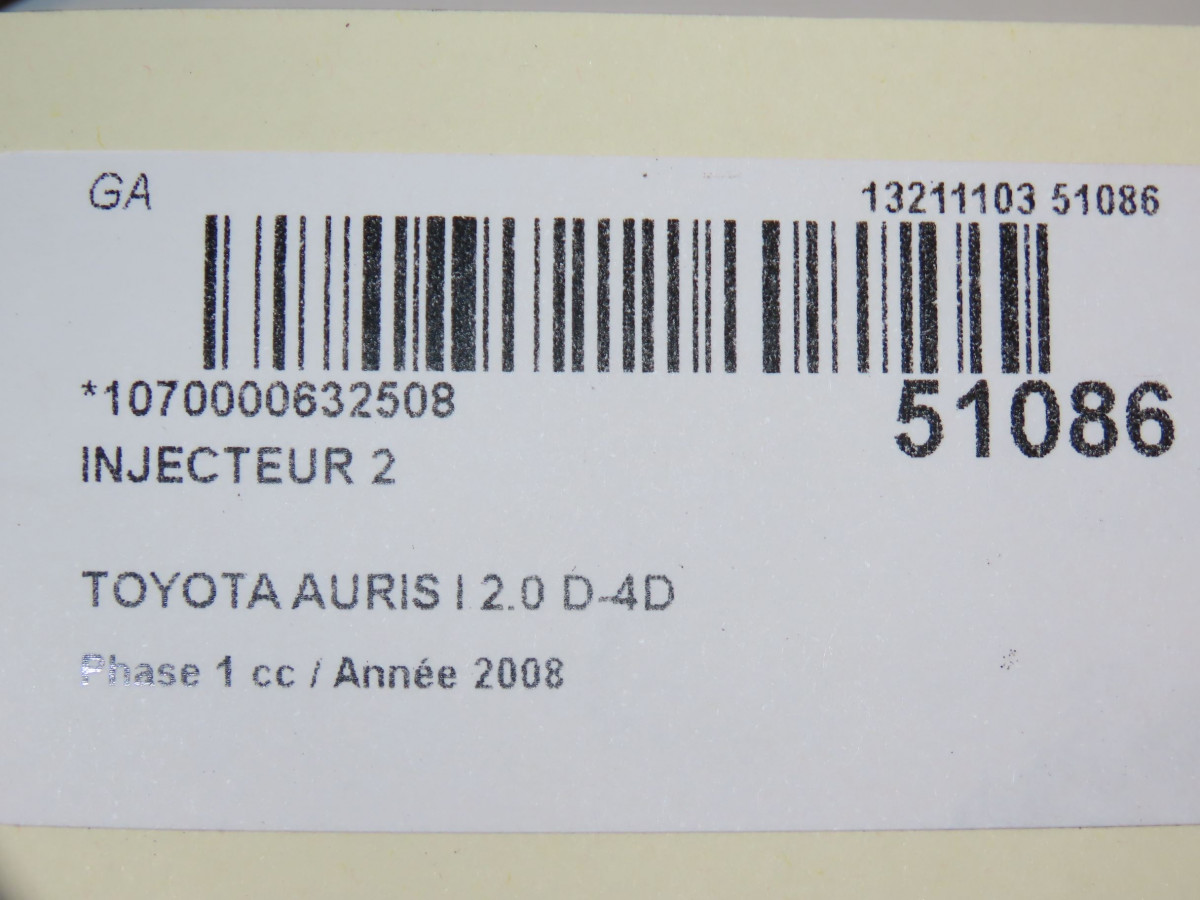 GA
13211103 51086
*1070000632508
51086
INJECTEUR 2
TOYOTA AURIS I 2.0 D-4D
Phase 1 cc / Année 2008